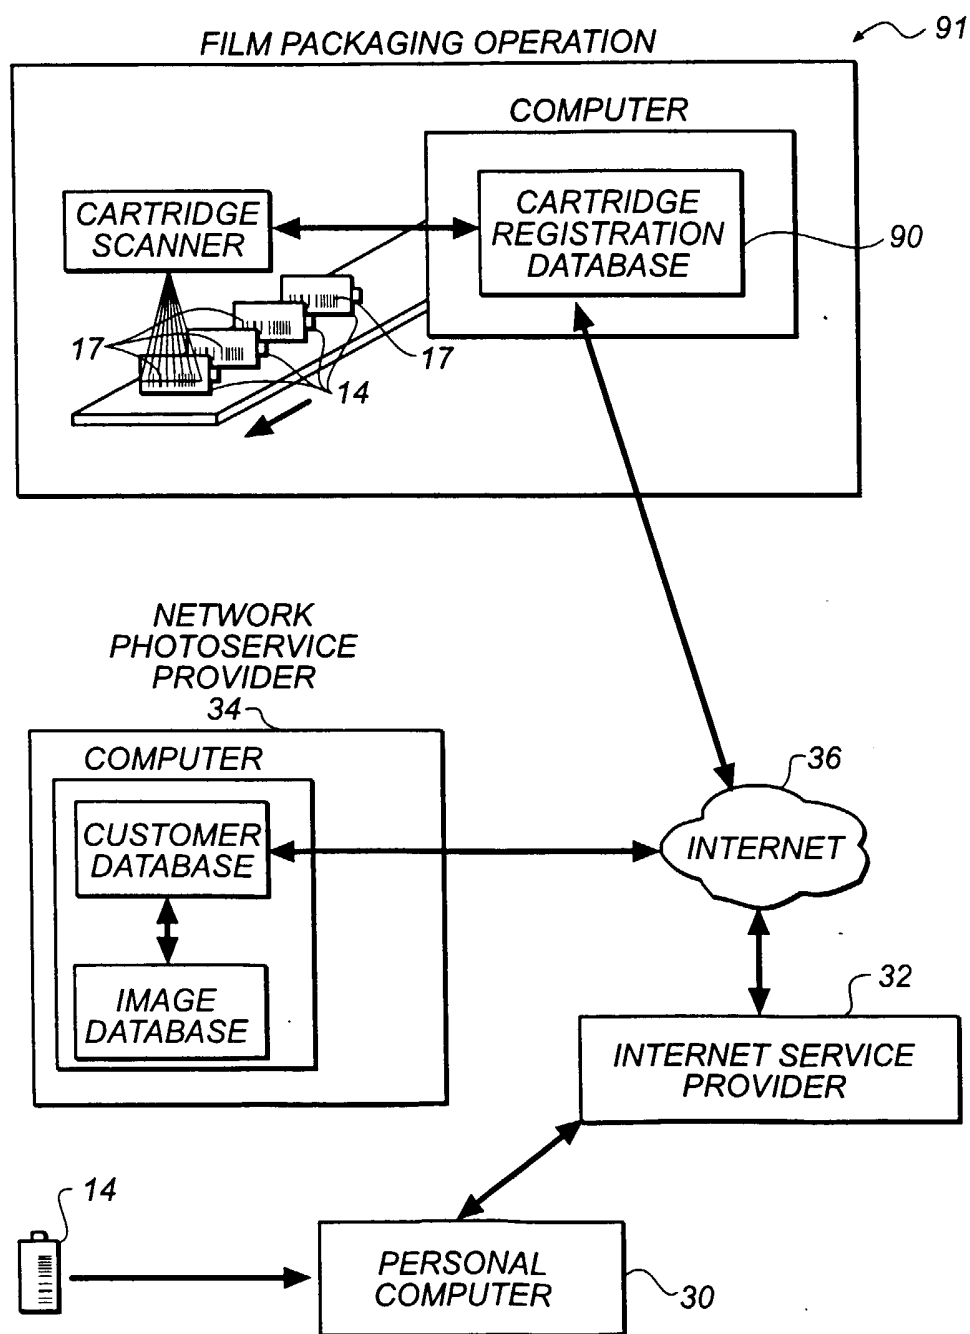 91
FILM PACKAGING OPERATION
COMPUTER
CARTRIDGE
SCANNER
CARTRIDGE
REGISTRATION
DATABASE
90
17
17
14
NETWORK
PHOTOSERVICE
PROVIDER
34
COMPUTER
CUSTOMER
DATABASE
IMAGE
DATABASE
36
INTERNET
32
INTERNET SERVICE
PROVIDER
14
PERSONAL
COMPUTER
30